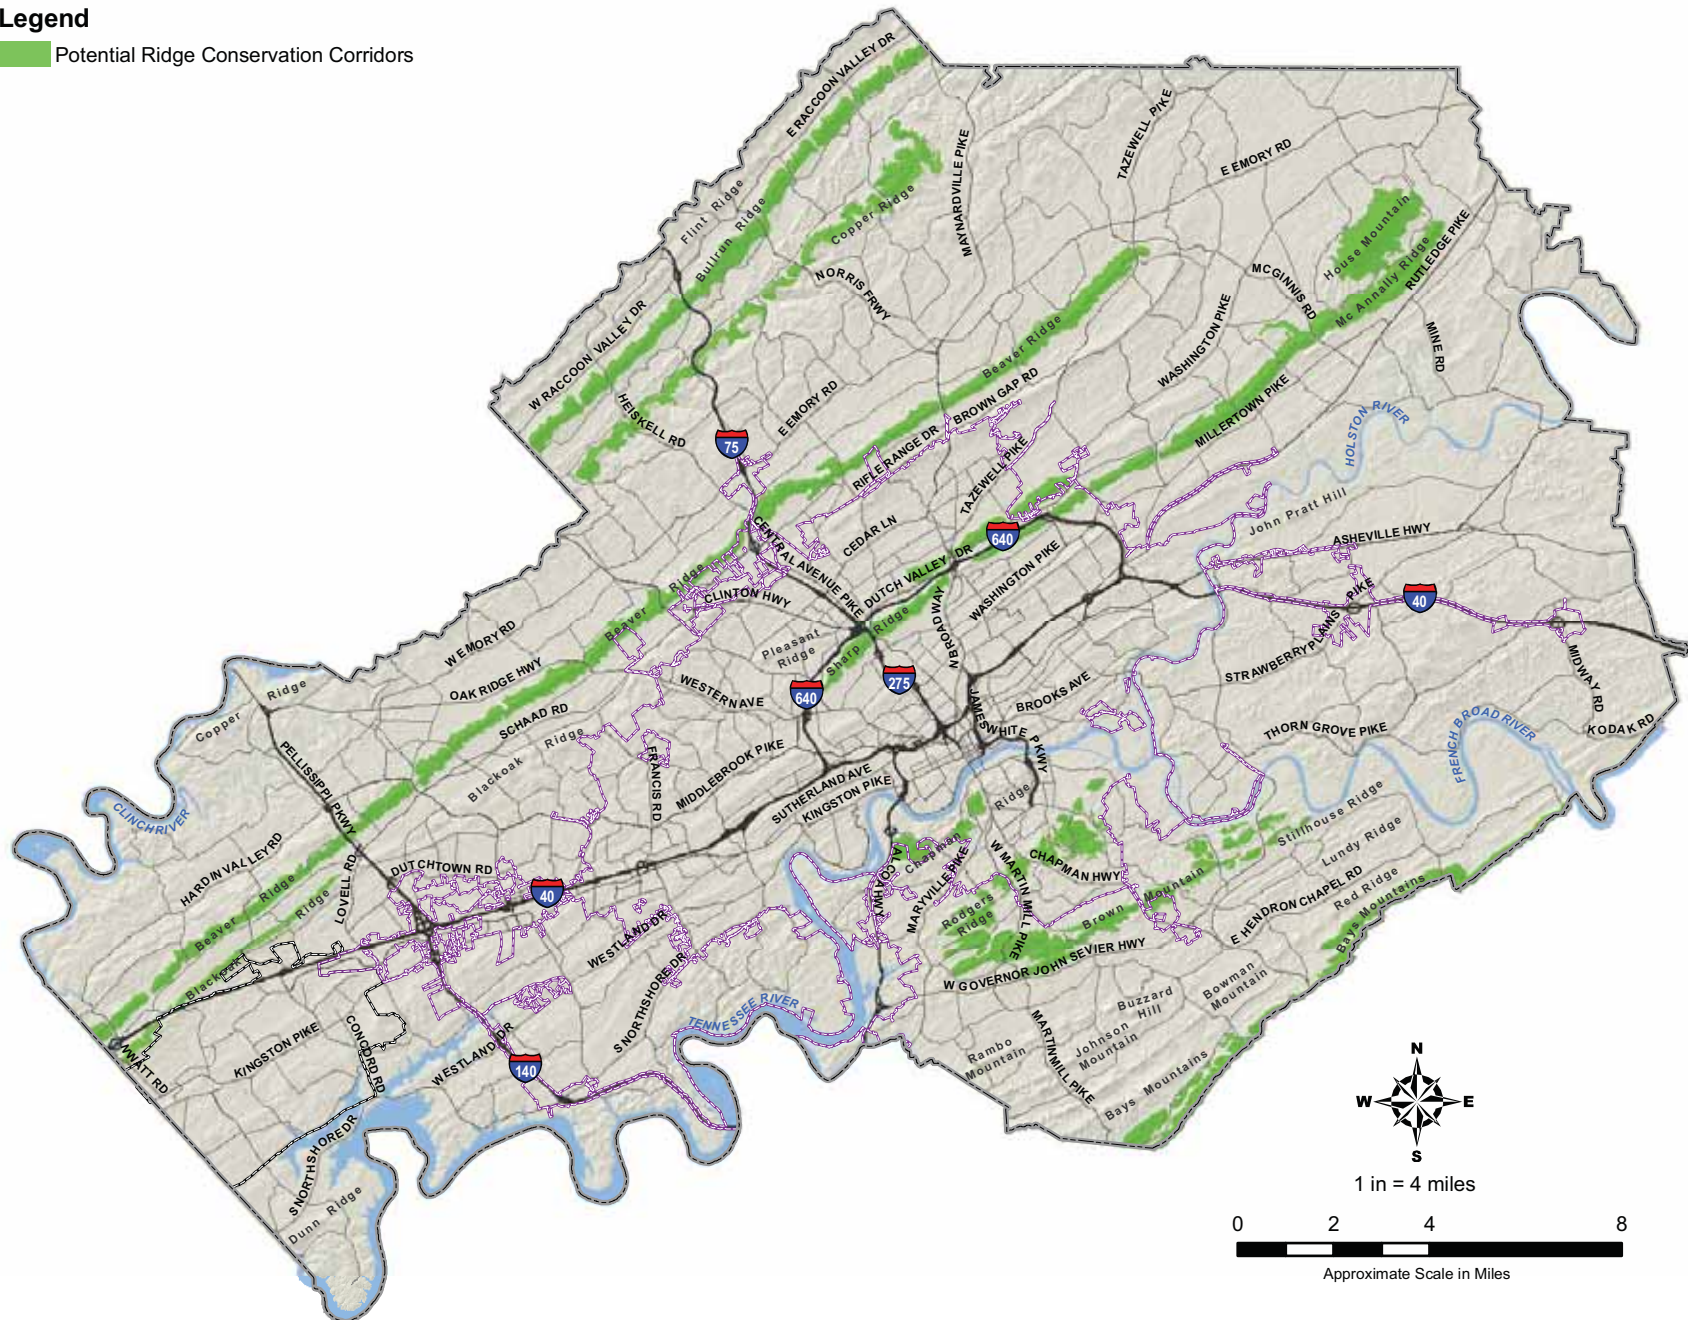 Legend
Potential Ridge Conservation Corridors
E RACCOON VALLEY DR
TAZEWELL PIKE
MAYNARDVILLE PIKE
E EMORY RD
Flint Ridge
Bullrun Ridge
Copper Ridge
House Mountain
Mc Annally Ridge
RUTLEDGE PIKE
NORRIS FRWY
MCGINNIS RD
W RACCOON VALLEY DR
Beaver Ridge
WASHINGTON PIKE
MINE RD
HEISKELL RD
E EMORY RD
BROWN GAP RD
MILLERTOWN PIKE
HOLSTON RIVER
75
RIFLE RANGE DR
TAZEWELL PIKE
John Pratt Hill
CENTRAL AVENUE PIKE
CEDAR LN
640
ASHEVILLE HWY
DUTCH VALLEY DR
WASHINGTON PIKE
Beaver Ridge
CLINTON HWY
40
STRAWBERRY PLAINS PIKE
W EMORY RD
Pleasant
Ridge
Sharp Ridge
N BROADWAY
OAK RIDGE HWY
WESTERN AVE
640
275
MIDWAY RD
Copper Ridge
SCHAAD RD
JAMES WHITE PKWY
BROOKS AVE
THORN GROVE PIKE
FRENCH BROAD RIVER
KODAK RD
PELLISSIPPI PKWY
Blackoak Ridge
FRANCIS RD
MIDDLEBROOK PIKE
SUTHERLAND AVE
KINGSTON PIKE
CLINCH RIVER
Chapman Ridge
Stillhouse Ridge
HARDIN VALLEY RD
LOVELL RD
DUTCHTOWN RD
ALCOA HWY
MARYVILLE PIKE
W MARTIN MILL PIKE
CHAPMAN HWY
Lundy Ridge
40
Beaver Ridge
Rodgers
Ridge
Brown Mountain
E HENDRON CHAPEL RD
Red Ridge
Bays Mountains
Blackoak Ridge
WESTLAND DR
W GOVERNOR JOHN SEVIER HWY
S NORTHSHORE DR
Bowman
Mountain
Buzzard
Hill
TENNESSEE RIVER
KINGSTON PIKE
CONCORD RD
WATT RD
WESTLAND DR
140
Rambo
Mountain
MARTIN MILL PIKE
Johnson
Mountain
Bays Mountains
S NORTHSHORE DR
Dunn Ridge
N
W
E
S
1 in = 4 miles
0 2 4 8
Approximate Scale in Miles